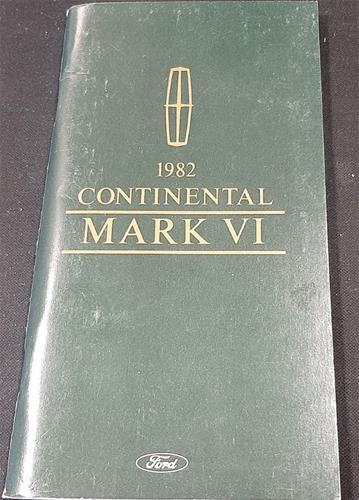 1982
CONTINENTAL
MARK VI
Ford